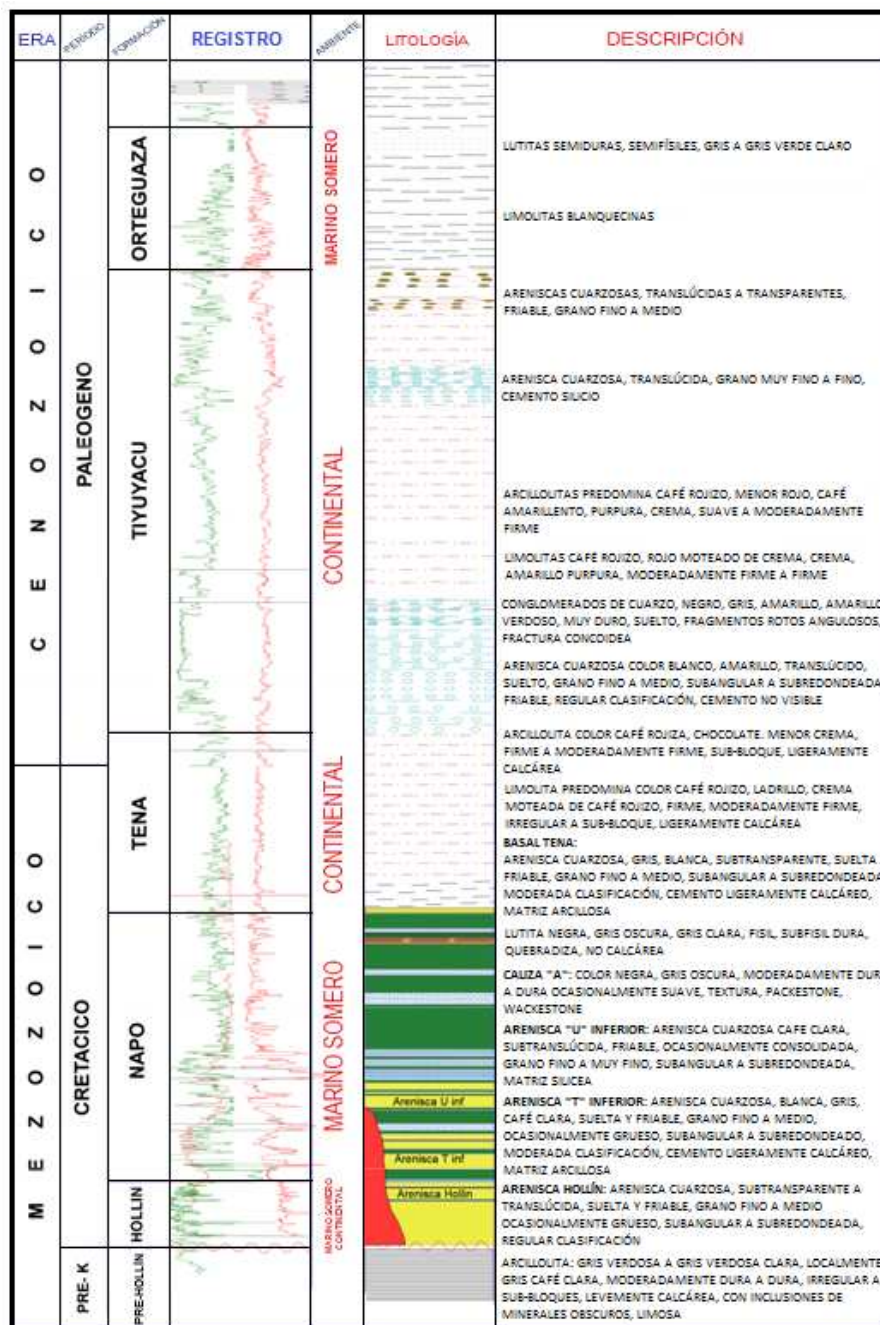 ERA
PERÍODO
FORMACIÓN
REGISTRO
AMBIENTE
LITOLOGÍA
DESCRIPCIÓN
CENOZOICO
MEZOZOICO
PALEOGENO
CRETACICO
PRE- K
ORTEGUAZA
TIYUYACU
TENA
NAPO
HOLLIN
PRE-HOLLÍN
MARINO SOMERO
CONTINENTAL
CONTINENTAL
MARINO SOMERO
MARINO SOMERO
CONTINENTAL
Arenisca U inf
Arenisca T inf
Arenisca Hollin
LUTITAS SEMIDURAS, SEMIFÍSILES, GRIS A GRIS VERDE CLARO
LIMOLITAS BLANQUECINAS
ARENISCAS CUARZOSAS, TRANSLÚCIDAS A TRANSPARENTES,
FRIABLE, GRANO FINO A MEDIO
ARENISCA CUARZOSA, TRANSLÚCIDA, GRANO MUY FINO A FINO,
CEMENTO SILICIO
ARCILLOLITAS PREDOMINA CAFÉ ROJIZO, MENOR ROJO, CAFÉ
AMARILLENTO, PURPURA, CREMA, SUAVE A MODERADAMENTE
FIRME
LIMOLITAS CAFÉ ROJIZO, ROJO MOTEADO DE CREMA, CREMA,
AMARILLO PURPURA, MODERADAMENTE FIRME A FIRME
CONGLOMERADOS DE CUARZO, NEGRO, GRIS, AMARILLO, AMARILLO
VERDOSO, MUY DURO, SUELTO, FRAGMENTOS ROTOS ANGULOSOS,
FRACTURA CONCOIDEA
ARENISCA CUARZOSA COLOR BLANCO, AMARILLO, TRANSLÚCIDO,
SUELTO, GRANO FINO A MEDIO, SUBANGULAR A SUBREDONDEADA
FRIABLE, REGULAR CLASIFICACIÓN, CEMENTO NO VISIBLE
ARCILLOLITA COLOR CAFÉ ROJIZA, CHOCOLATE. MENOR CREMA,
FIRME A MODERADAMENTE FIRME, SUB-BLOQUE, LIGERAMENTE
CALCÁREA
LIMOLITA PREDOMINA COLOR CAFÉ ROJIZO, LADRILLO, CREMA
MOTEADA DE CAFÉ ROJIZO, FIRME, MODERADAMENTE FIRME,
IRREGULAR A SUB-BLOQUE, LIGERAMENTE CALCÁREA
BASAL TENA:
ARENISCA CUARZOSA, GRIS, BLANCA, SUBTRANSPARENTE, SUELTA
FRIABLE, GRANO FINO A MEDIO, SUBANGULAR A SUBREDONDEADA
MODERADA CLASIFICACIÓN, CEMENTO LIGERAMENTE CALCÁREO,
MATRIZ ARCILLOSA
LUTITA NEGRA, GRIS OSCURA, GRIS CLARA, FISIL, SUBFISIL DURA,
QUEBRADIZA, NO CALCÁREA
CALIZA "A": COLOR NEGRA, GRIS OSCURA, MODERADAMENTE DUR
A DURA OCASIONALMENTE SUAVE, TEXTURA, PACKESTONE,
WACKESTONE
ARENISCA "U" INFERIOR: ARENISCA CUARZOSA CAFE CLARA,
SUBTRANSLÚCIDA, FRIABLE, OCASIONALMENTE CONSOLIDADA,
GRANO FINO A MUY FINO, SUBANGULAR A SUBREDONDEADA,
MATRIZ SILICEA
ARENISCA "T" INFERIOR: ARENISCA CUARZOSA, BLANCA, GRIS,
CAFÉ CLARA, SUELTA Y FRIABLE, GRANO FINO A MEDIO,
OCASIONALMENTE GRUESO, SUBANGULAR A SUBREDONDEADO,
MODERADA CLASIFICACIÓN, CEMENTO LIGERAMENTE CALCÁREO,
MATRIZ ARCILLOSA
ARENISCA HOLLÍN: ARENISCA CUARZOSA, SUBTRANSPARENTE A
TRANSLÚCIDA, SUELTA Y FRIABLE, GRANO FINO A MEDIO
OCASIONALMENTE GRUESO, SUBANGULAR A SUBREDONDEADA,
REGULAR CLASIFICACIÓN
ARCILLOLITA: GRIS VERDOSA A GRIS VERDOSA CLARA, LOCALMENTE
GRIS CAFÉ CLARA, MODERADAMENTE DURA A DURA, IRREGULAR A
SUB-BLOQUES, LEVEMENTE CALCÁREA, CON INCLUSIONES DE
MINERALES OBSCUROS, LIMOSA